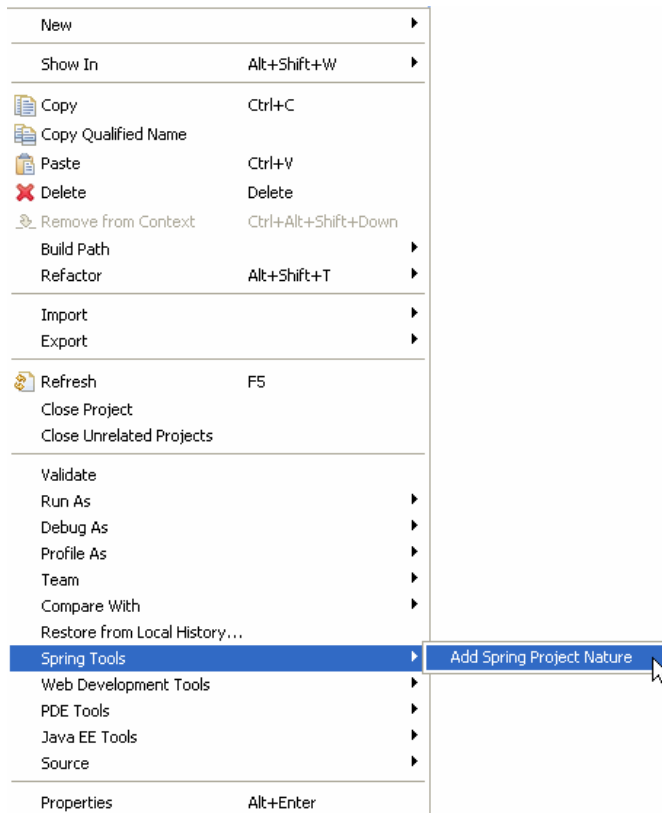 New
Show In Alt+Shift+W
Copy Ctrl+C
Copy Qualified Name
Paste Ctrl+V
Delete Delete
Remove from Context Ctrl+Alt+Shift+Down
Build Path
Refactor Alt+Shift+T
Import
Export
Refresh F5
Close Project
Close Unrelated Projects
Validate
Run As
Debug As
Profile As
Team
Compare With
Restore from Local History...
Spring Tools Add Spring Project Nature
Web Development Tools
PDE Tools
Java EE Tools
Source
Properties Alt+Enter